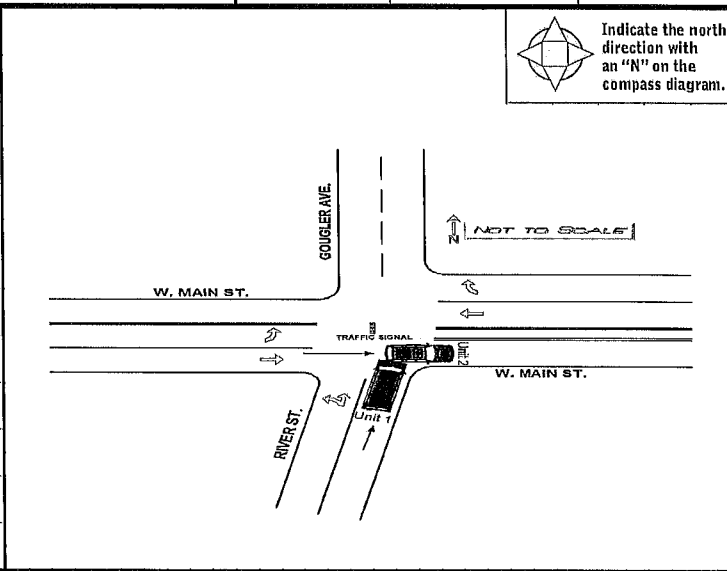 Indicate the north
direction with
an “N” on the
compass diagram.
GOUGLER AVE.
N
NOT TO SCALE
W. MAIN ST.
TRAFFIC SIGNAL
Unit 2
W. MAIN ST.
Unit 1
RIVER ST.